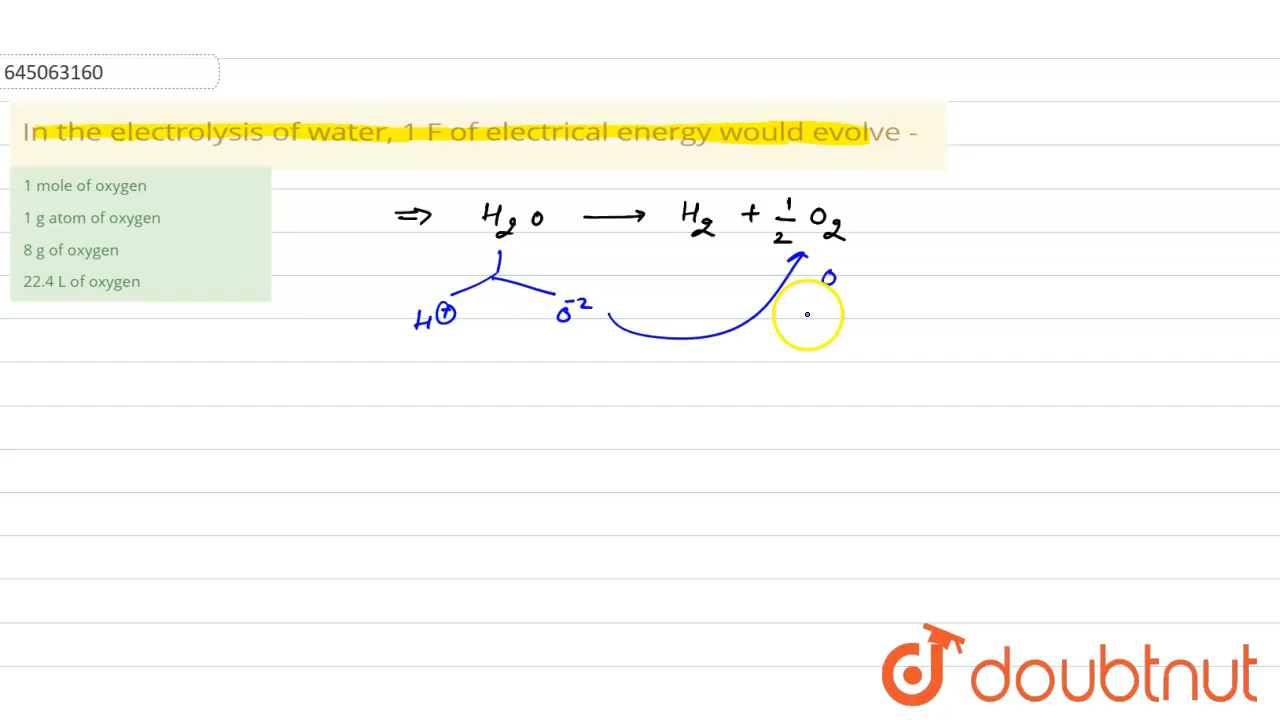 645063160
In the electrolysis of water, 1 F of electrical energy would evolve -
1 mole of oxygen
1 g atom of oxygen
8 g of oxygen
22.4 L of oxygen
⇒ H₂O ⟶ H₂ + 1/2 O₂
H⊕ O⁻² 0
doubtnut